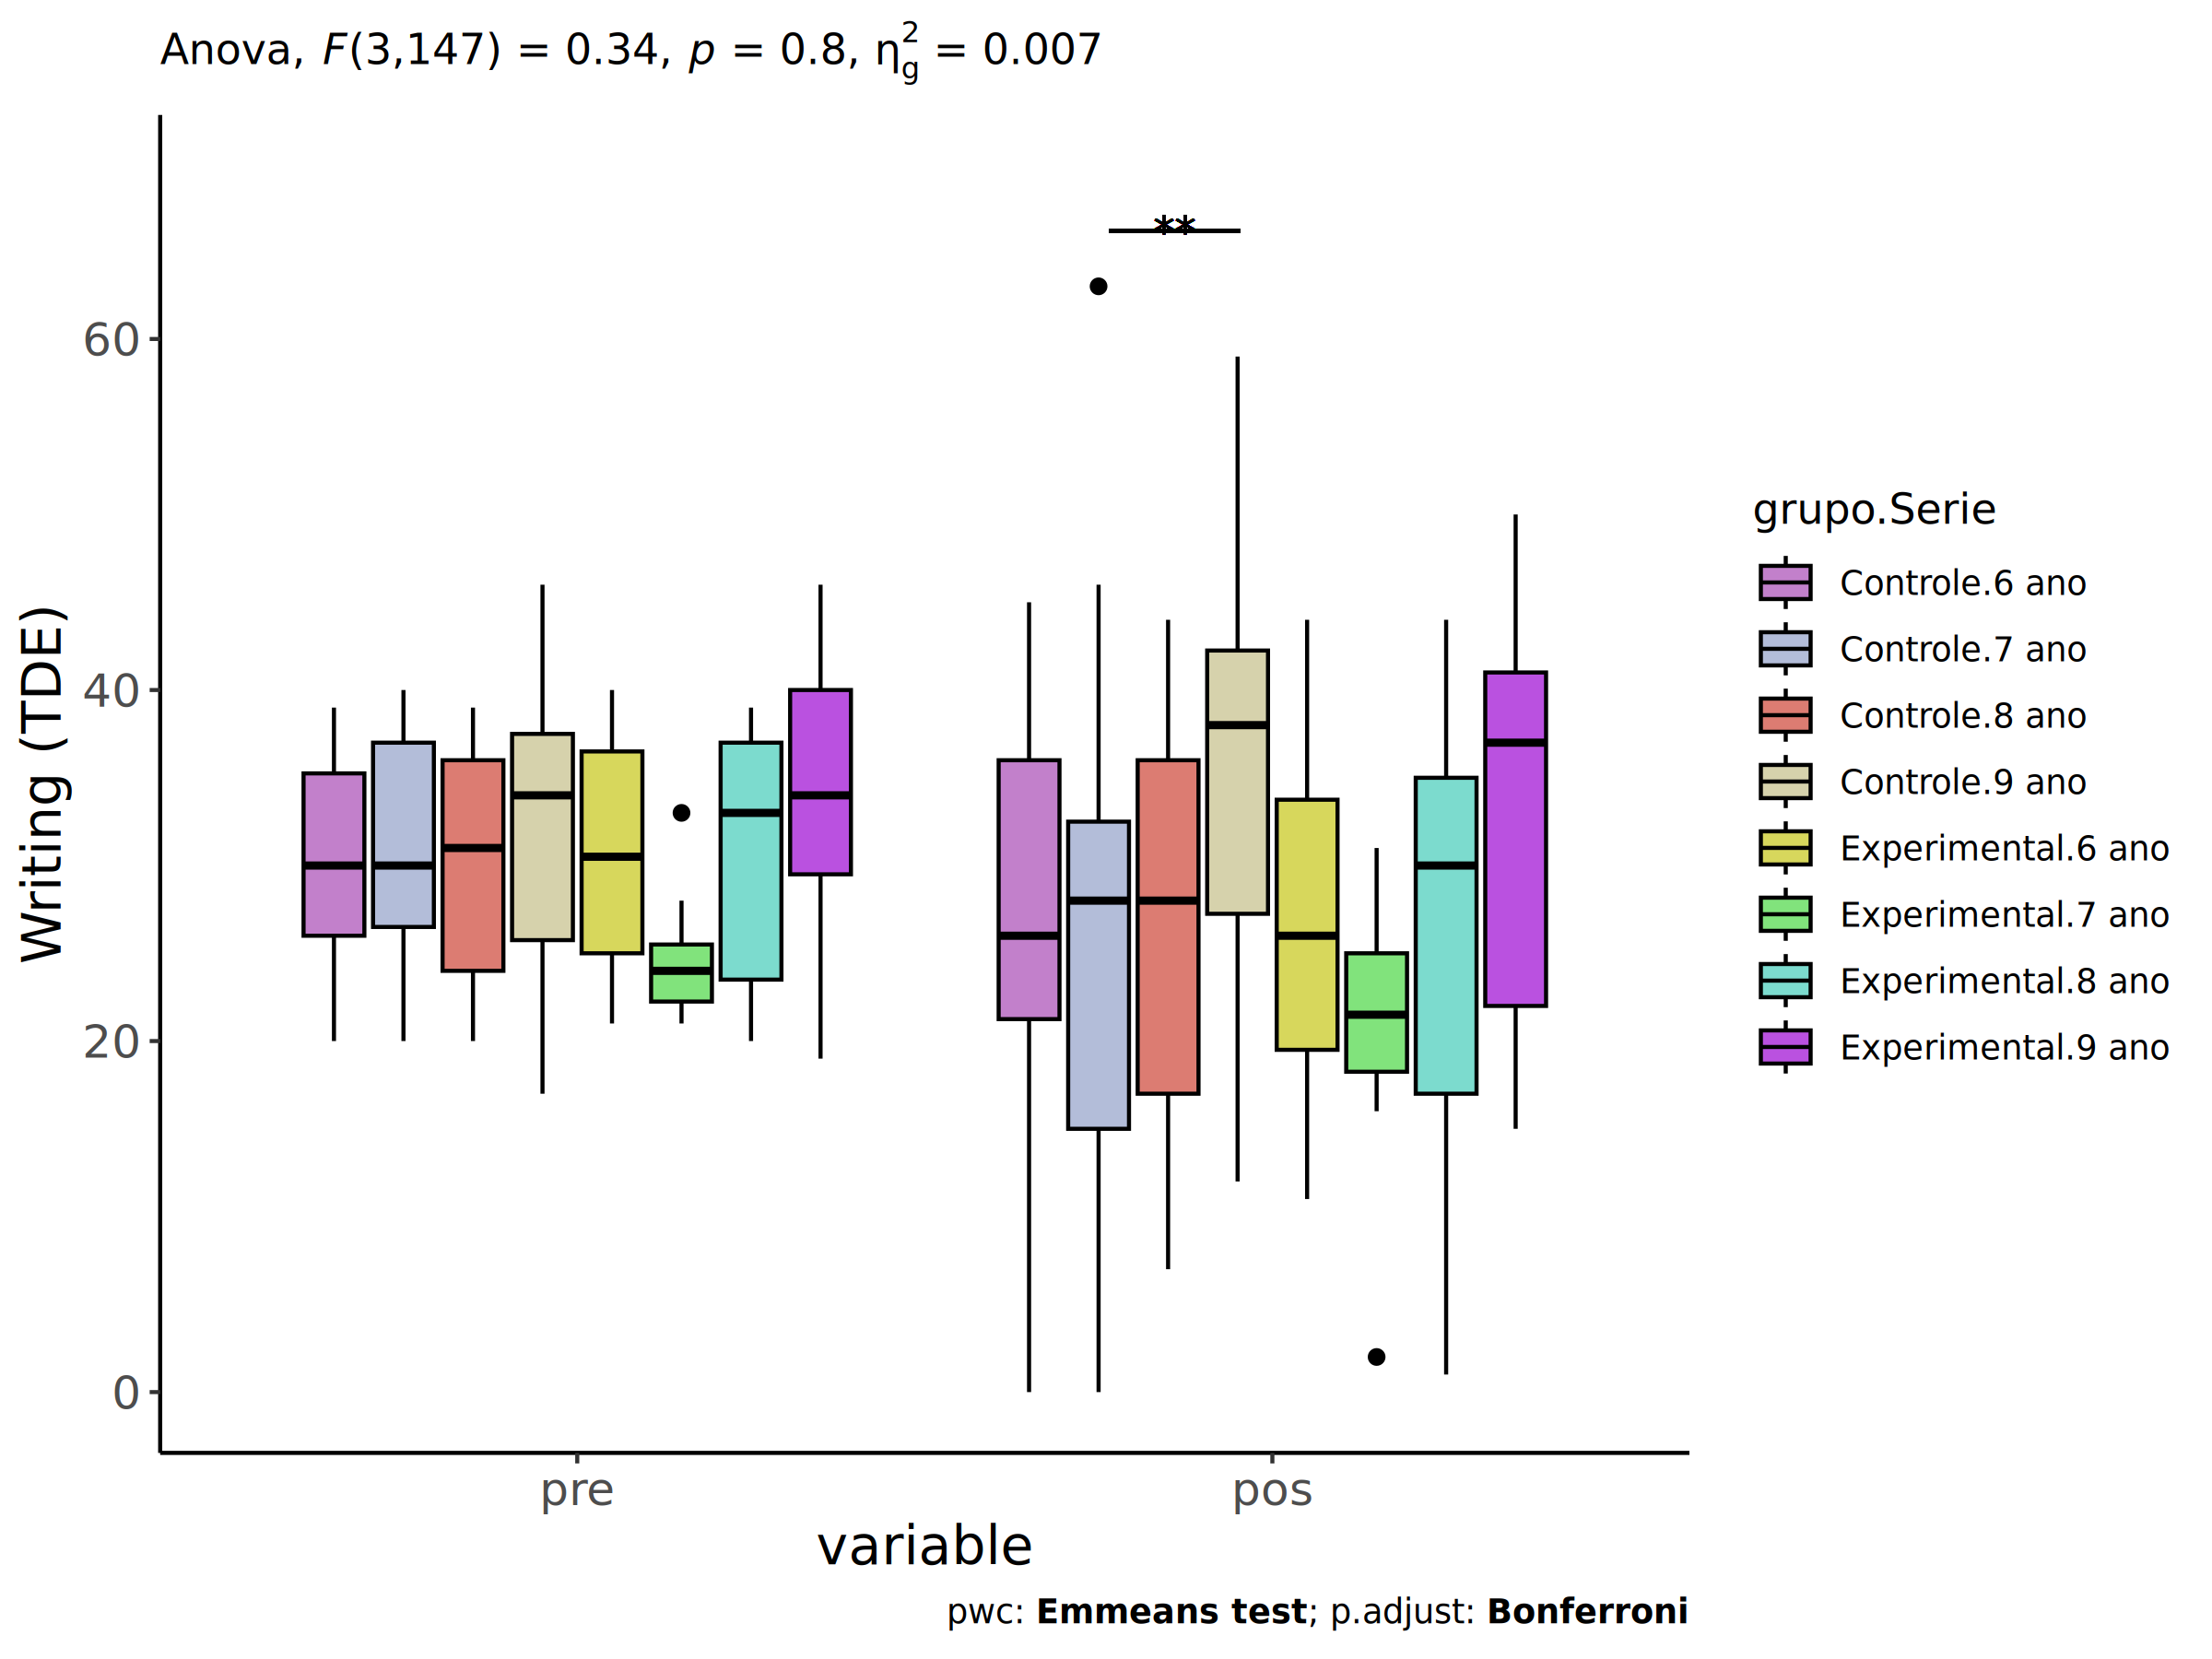 Anova, F(3,147) = 0.34, p = 0.8, η²g = 0.007
**
60
40
20
0
Writing (TDE)
pre
pos
variable
pwc: Emmeans test; p.adjust: Bonferroni
grupo.Serie
Controle.6 ano
Controle.7 ano
Controle.8 ano
Controle.9 ano
Experimental.6 ano
Experimental.7 ano
Experimental.8 ano
Experimental.9 ano